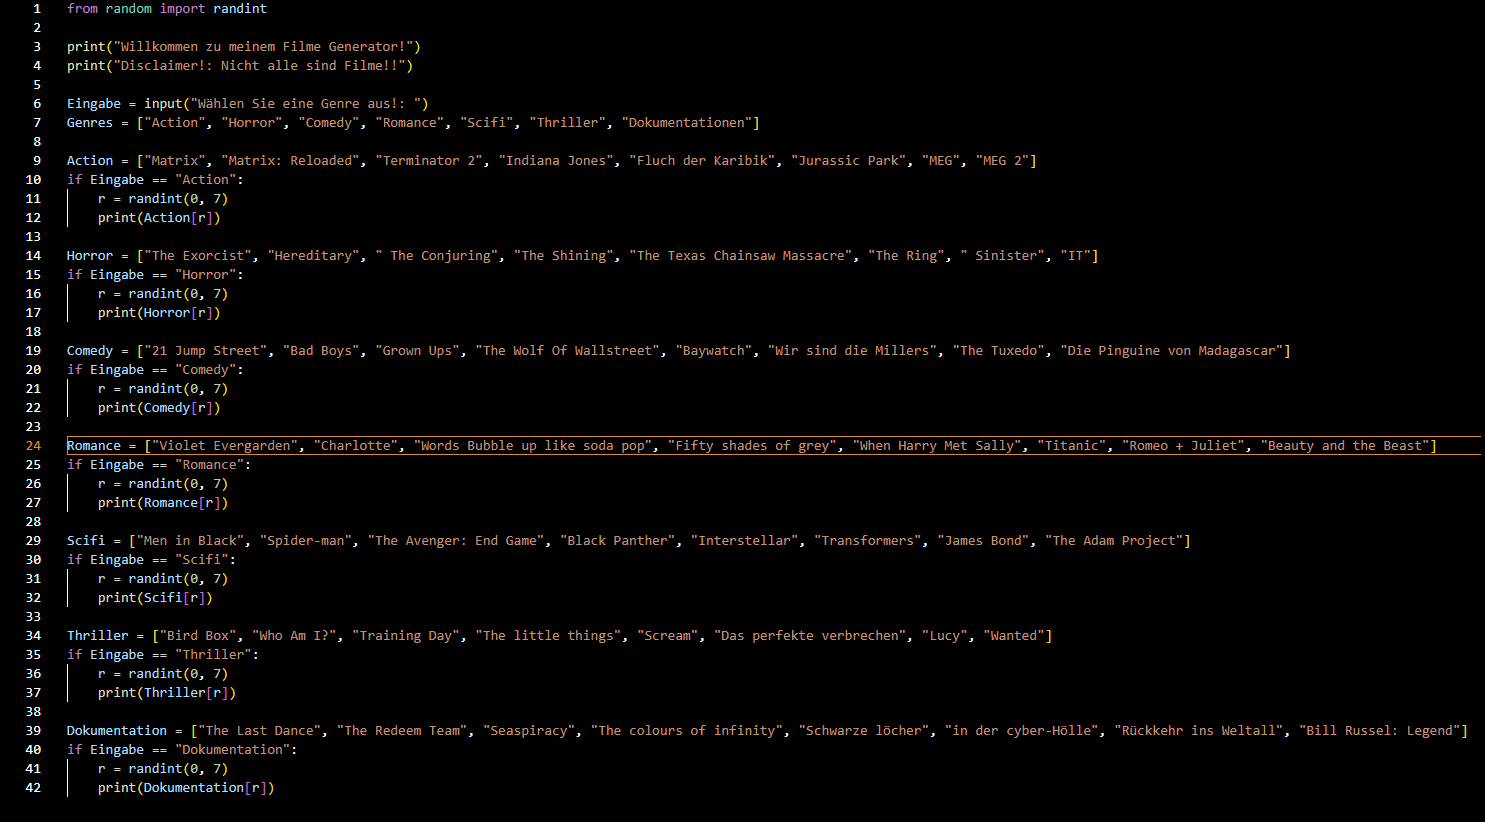 1 from random import randint
2
3 print("Willkommen zu meinem Filme Generator!")
4 print("Disclaimer!: Nicht alle sind Filme!!")
5
6 Eingabe = input("Wählen Sie eine Genre aus!: ")
7 Genres = ["Action", "Horror", "Comedy", "Romance", "Scifi", "Thriller", "Dokumentationen"]
8
9 Action = ["Matrix", "Matrix: Reloaded", "Terminator 2", "Indiana Jones", "Fluch der Karibik", "Jurassic Park", "MEG", "MEG 2"]
10 if Eingabe == "Action":
11     r = randint(0, 7)
12     print(Action[r])
13
14 Horror = ["The Exorcist", "Hereditary", " The Conjuring", "The Shining", "The Texas Chainsaw Massacre", "The Ring", " Sinister", "IT"]
15 if Eingabe == "Horror":
16     r = randint(0, 7)
17     print(Horror[r])
18
19 Comedy = ["21 Jump Street", "Bad Boys", "Grown Ups", "The Wolf Of Wallstreet", "Baywatch", "Wir sind die Millers", "The Tuxedo", "Die Pinguine von Madagascar"]
20 if Eingabe == "Comedy":
21     r = randint(0, 7)
22     print(Comedy[r])
23
24 Romance = ["Violet Evergarden", "Charlotte", "Words Bubble up like soda pop", "Fifty shades of grey", "When Harry Met Sally", "Titanic", "Romeo + Juliet", "Beauty and the Beast"]
25 if Eingabe == "Romance":
26     r = randint(0, 7)
27     print(Romance[r])
28
29 Scifi = ["Men in Black", "Spider-man", "The Avenger: End Game", "Black Panther", "Interstellar", "Transformers", "James Bond", "The Adam Project"]
30 if Eingabe == "Scifi":
31     r = randint(0, 7)
32     print(Scifi[r])
33
34 Thriller = ["Bird Box", "Who Am I?", "Training Day", "The little things", "Scream", "Das perfekte verbrechen", "Lucy", "Wanted"]
35 if Eingabe == "Thriller":
36     r = randint(0, 7)
37     print(Thriller[r])
38
39 Dokumentation = ["The Last Dance", "The Redeem Team", "Seaspiracy", "The colours of infinity", "Schwarze löcher", "in der cyber-Hölle", "Rückkehr ins Weltall", "Bill Russel: Legend"]
40 if Eingabe == "Dokumentation":
41     r = randint(0, 7)
42     print(Dokumentation[r])